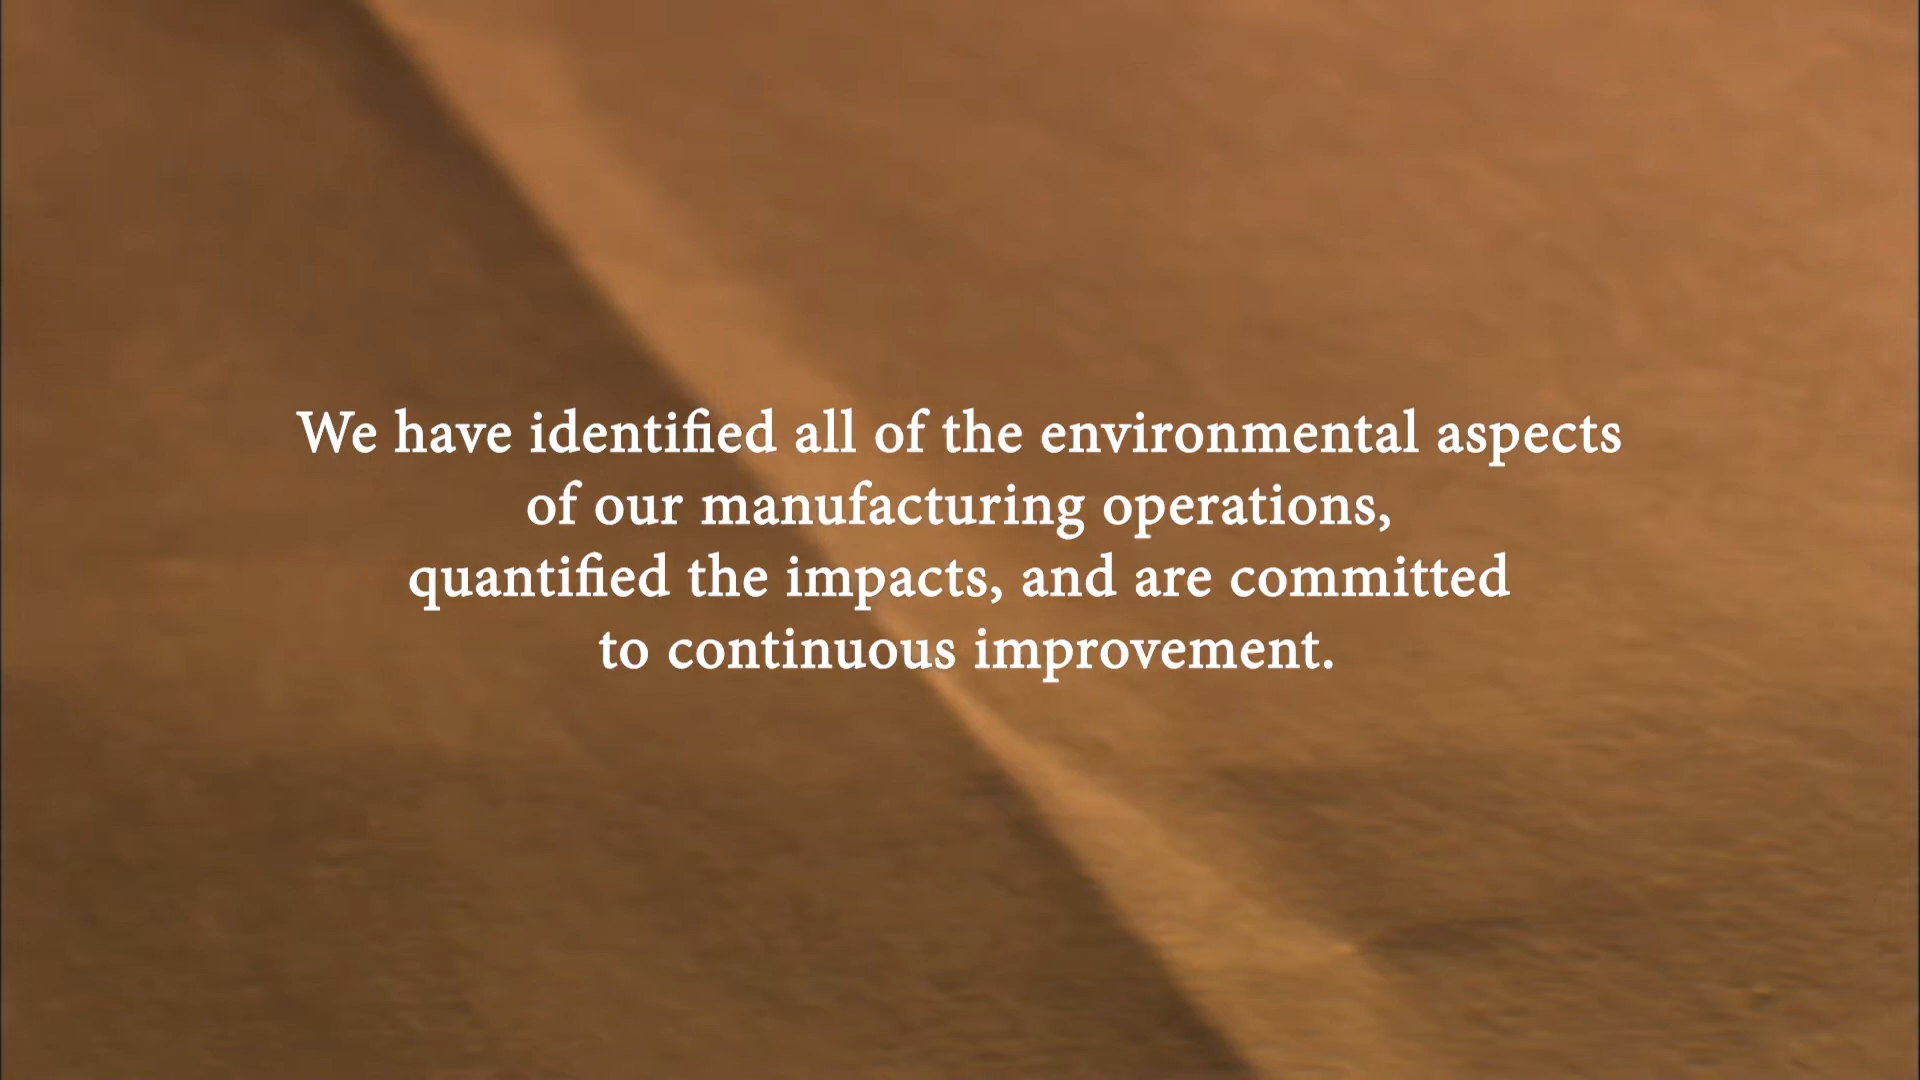 We have identified all of the environmental aspects
of our manufacturing operations,
quantified the impacts, and are committed
to continuous improvement.